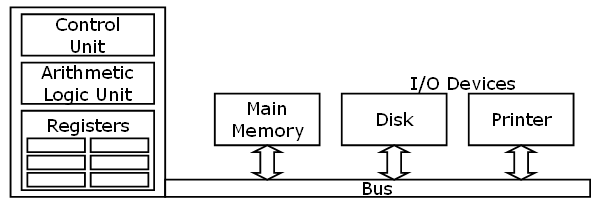 Control
Unit
Arithmetic
Logic Unit
Registers
I/O Devices
Main
Memory
Disk
Printer
Bus